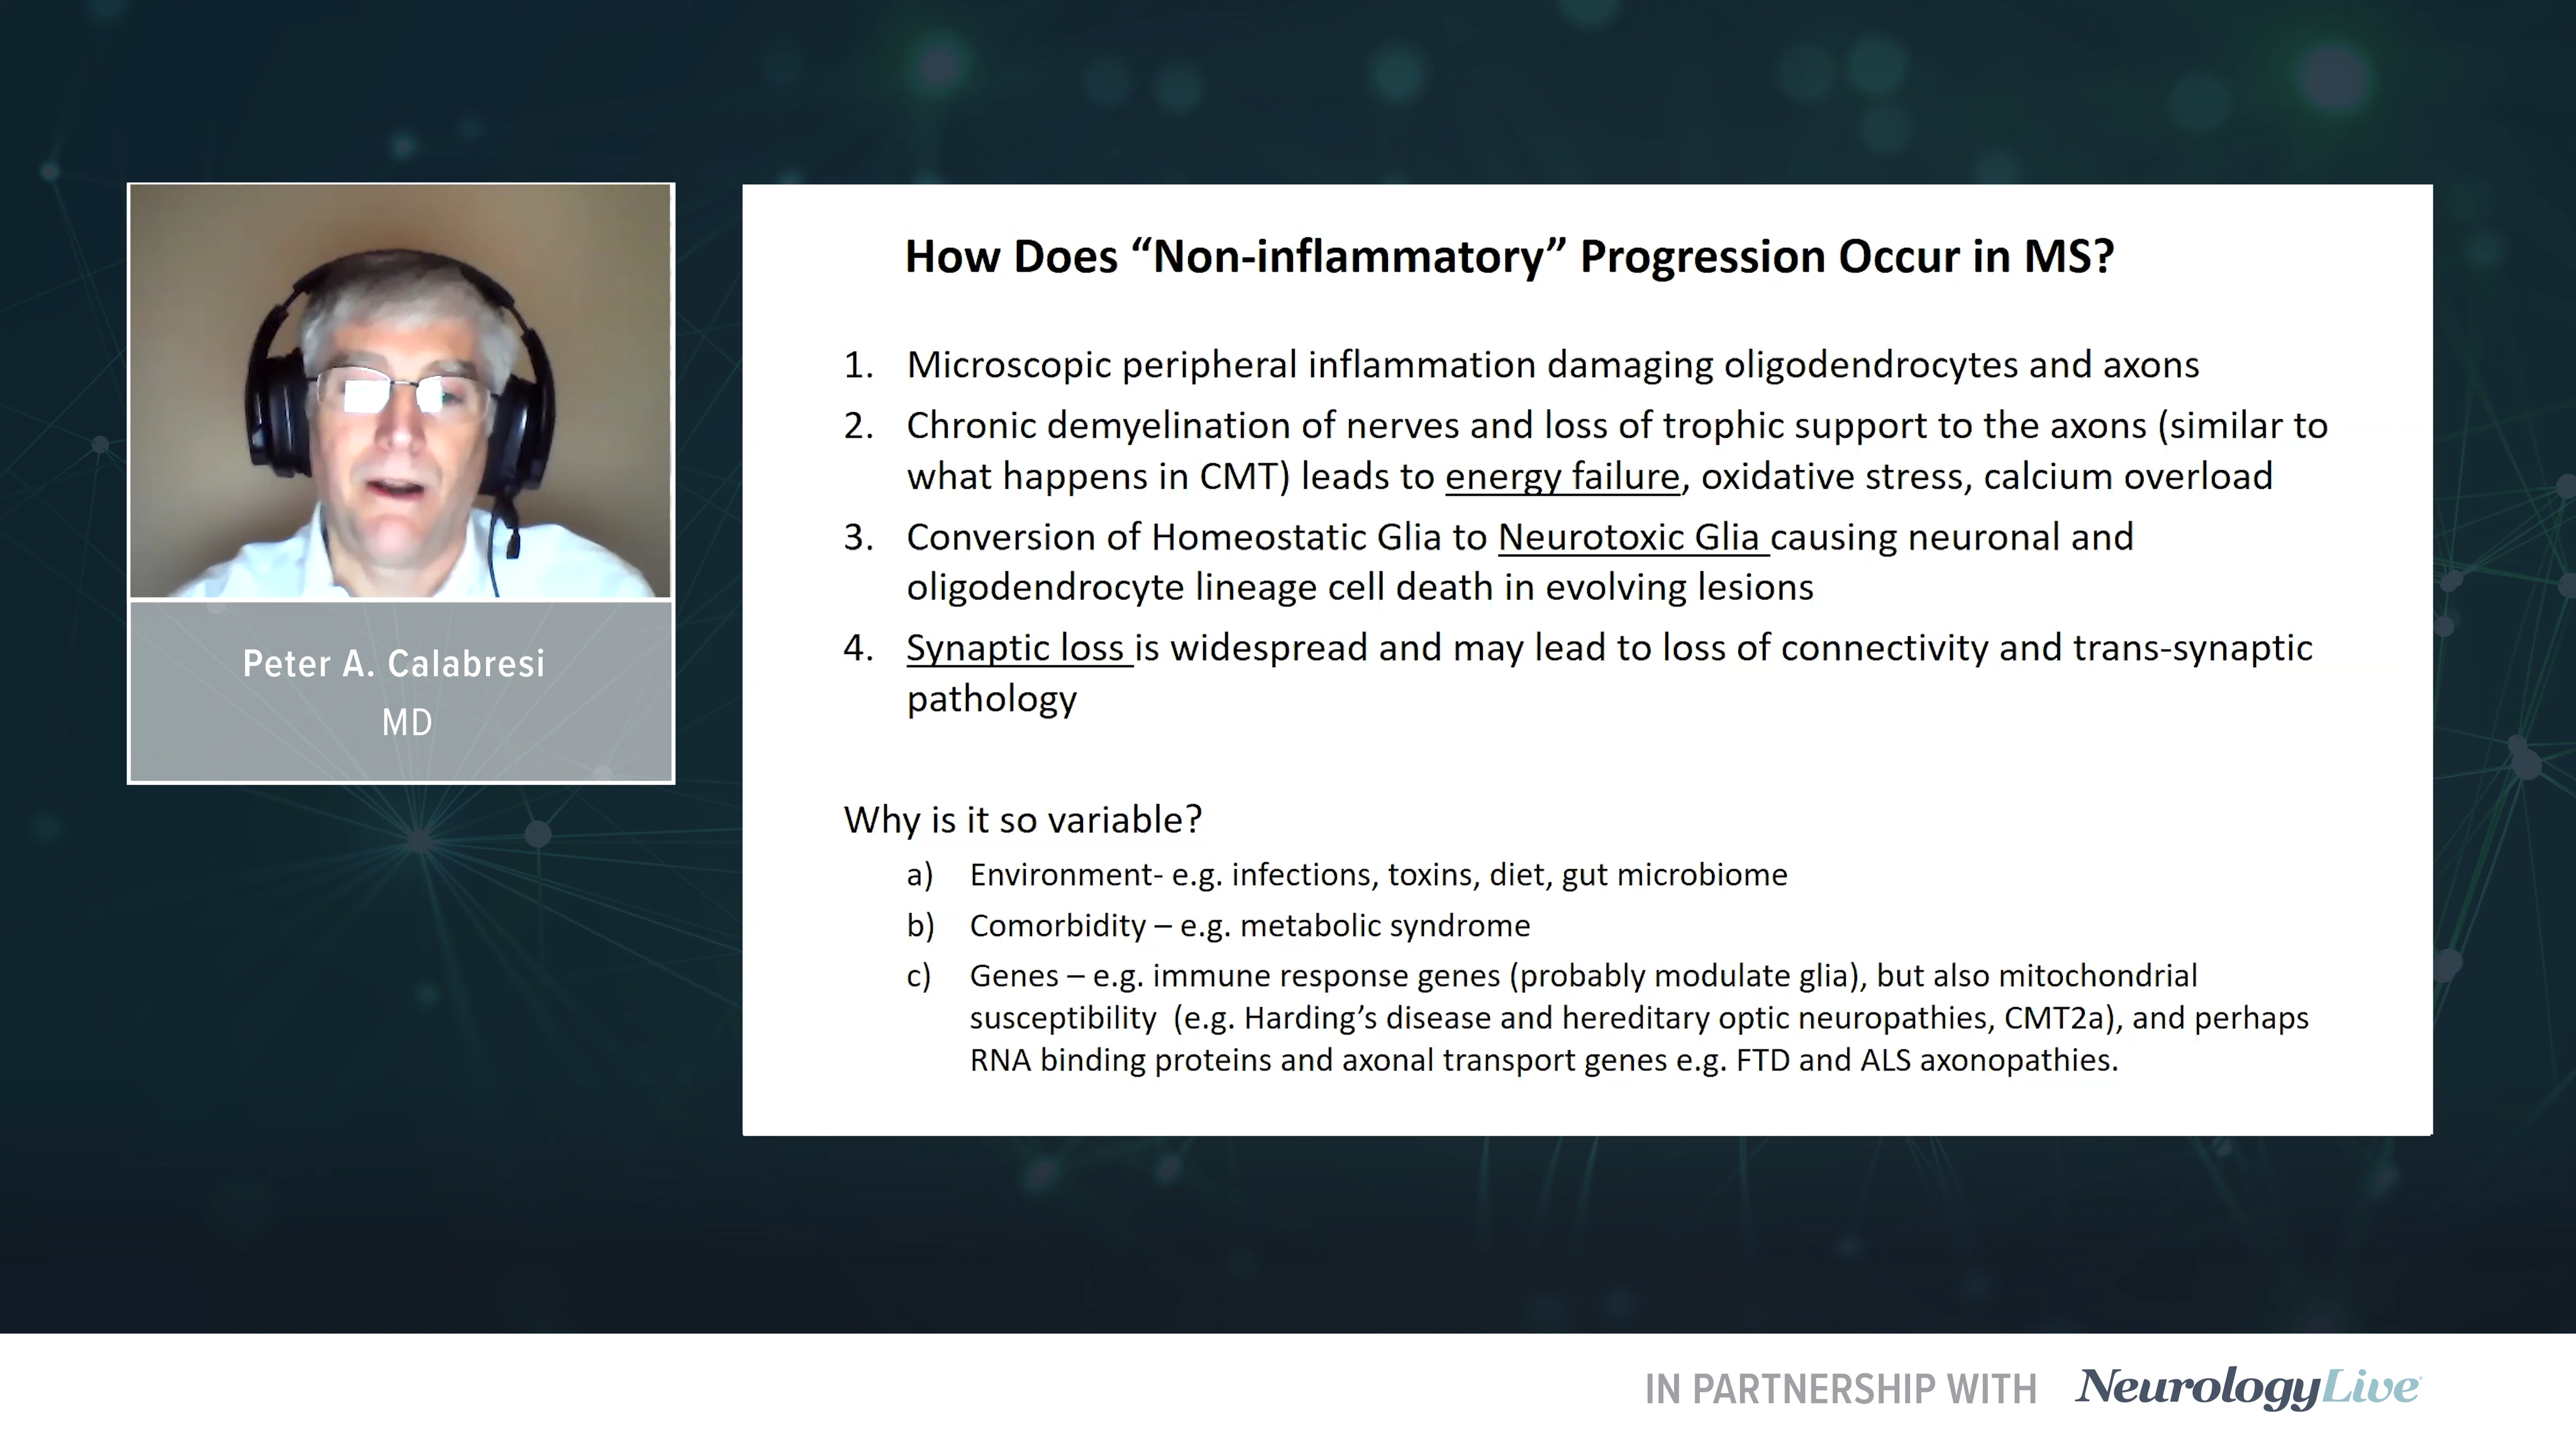 How Does “Non-inflammatory” Progression Occur in MS?
1. Microscopic peripheral inflammation damaging oligodendrocytes and axons
2. Chronic demyelination of nerves and loss of trophic support to the axons (similar to
what happens in CMT) leads to energy failure, oxidative stress, calcium overload
3. Conversion of Homeostatic Glia to Neurotoxic Glia causing neuronal and
oligodendrocyte lineage cell death in evolving lesions
4. Synaptic loss is widespread and may lead to loss of connectivity and trans-synaptic
pathology
Why is it so variable?
a) Environment- e.g. infections, toxins, diet, gut microbiome
b) Comorbidity – e.g. metabolic syndrome
c) Genes – e.g. immune response genes (probably modulate glia), but also mitochondrial
susceptibility (e.g. Harding’s disease and hereditary optic neuropathies, CMT2a), and perhaps
RNA binding proteins and axonal transport genes e.g. FTD and ALS axonopathies.
Peter A. Calabresi
MD
IN PARTNERSHIP WITH NeurologyLive